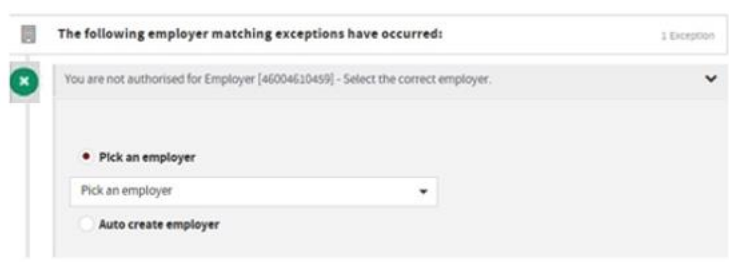 The following employer matching exceptions have occurred:
1 Exception
You are not authorised for Employer [46004610459] - Select the correct employer.
Pick an employer
Pick an employer
Auto create employer